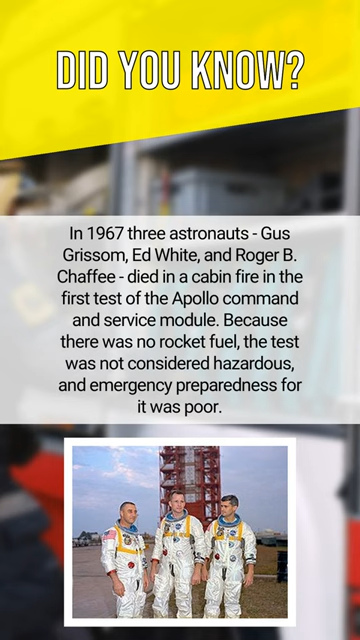 DID YOU KNOW?
In 1967 three astronauts - Gus
Grissom, Ed White, and Roger B.
Chaffee - died in a cabin fire in the
first test of the Apollo command
and service module. Because
there was no rocket fuel, the test
was not considered hazardous,
and emergency preparedness for
it was poor.